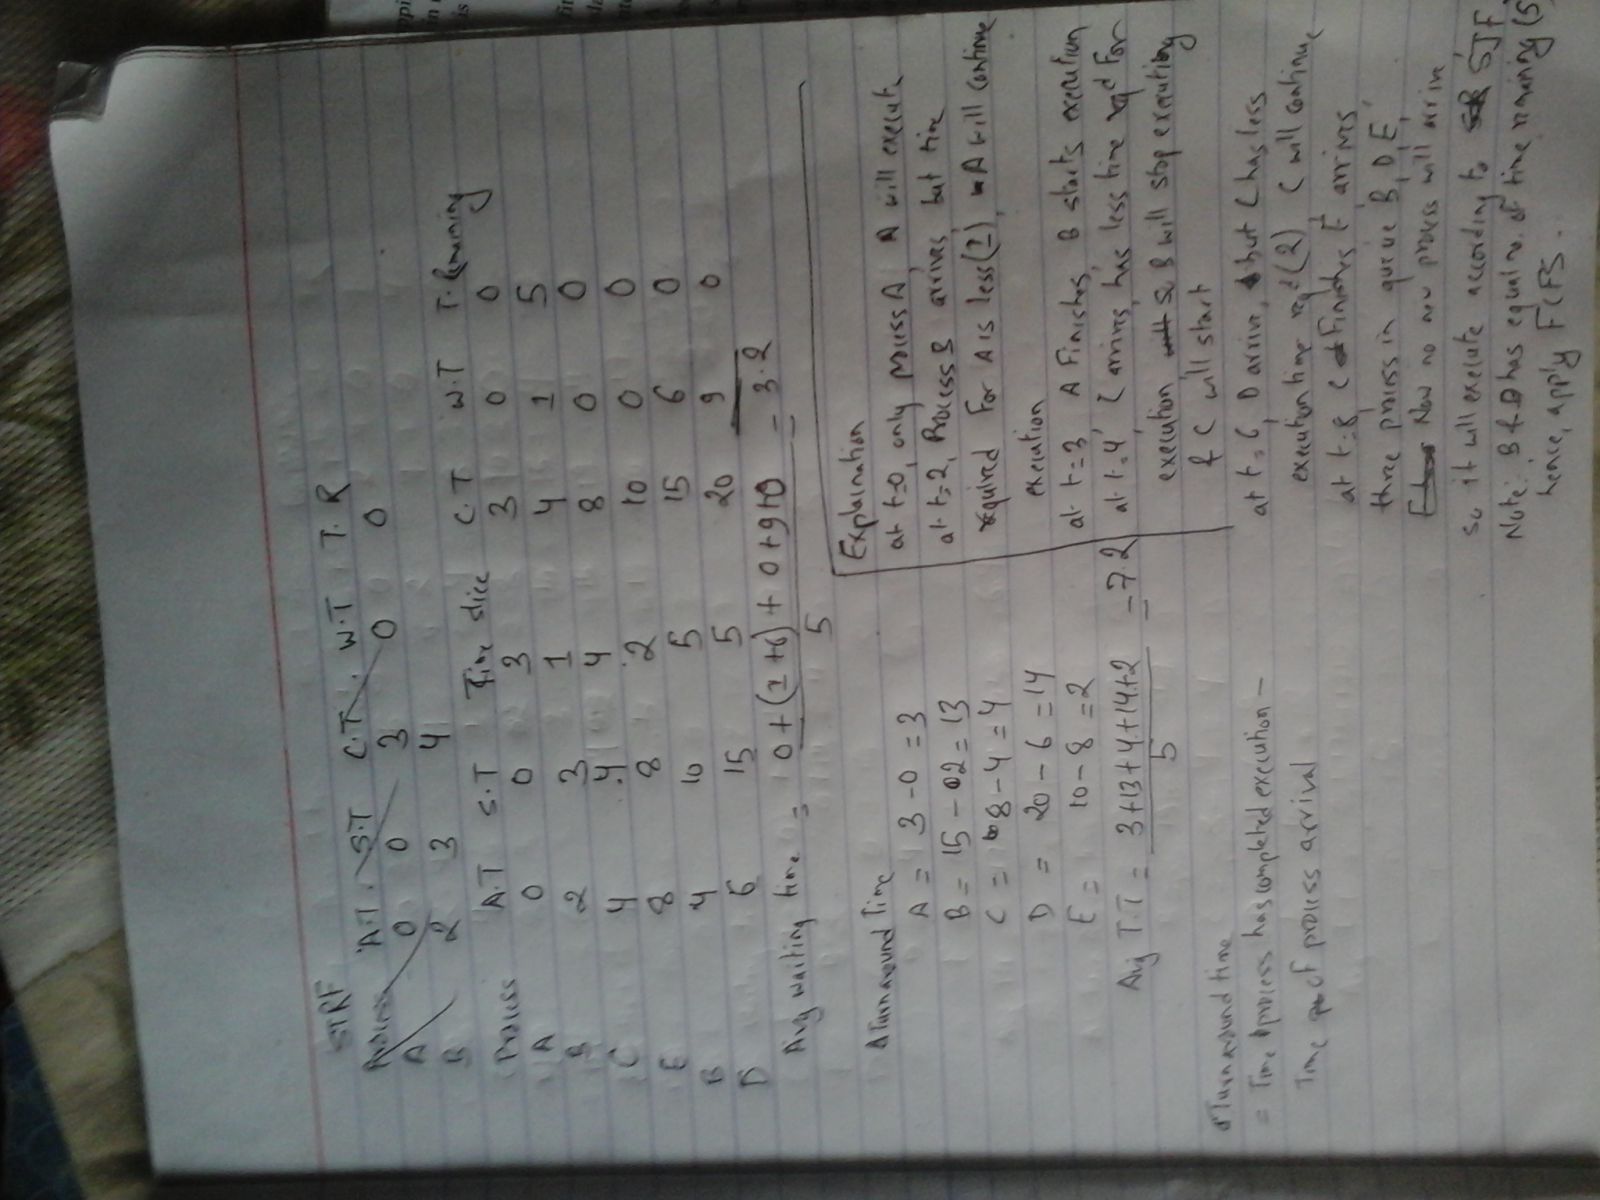 STRF
Process A.T. S.T C.T. W.T T.R
A 0 0 3 0 0
B 2 3 4
Process A.T S.T Time slice C.T W.T T.Remaining
A 0 0 3 3 0 0
B 2 3 1 4 1 5
C 4 4 4 8 0 0
E 8 8 2 10 0 0
B 4 10 5 15 6 0
D 6 15 5 20 9 0
Avg waiting time = 0+(1+6)+0+9+0 = 3.2
5
Turnaround Time
A = 3-0 = 3
B = 15-02 = 13
C = 8-4 = 4
D = 20-6 = 14
E = 10-8 = 2
Avg T.T = 3+13+4+14+2 = 7.2
5
Turnaround time
= Time process has completed execution -
Time of process arrival
Explaination
at t=0, only process A A will execute
at t=2, Process B arrives but time
required For A is less(1), A will continue
execution
at t=3 A Finishes, B starts execution
at t=4, C arrives, has less time reqd For
execution B will stop executing
& C will start
at t=6, D arrive, but C has less
execution time reqd (2) C will continue
at t=8, C Finishes E arrives
three process in queue B, D, E,
Now no new process will arrive
so it will execute according to SJF
Note: B & D has equal no. of time remaining (5)
hence, apply FCFS.